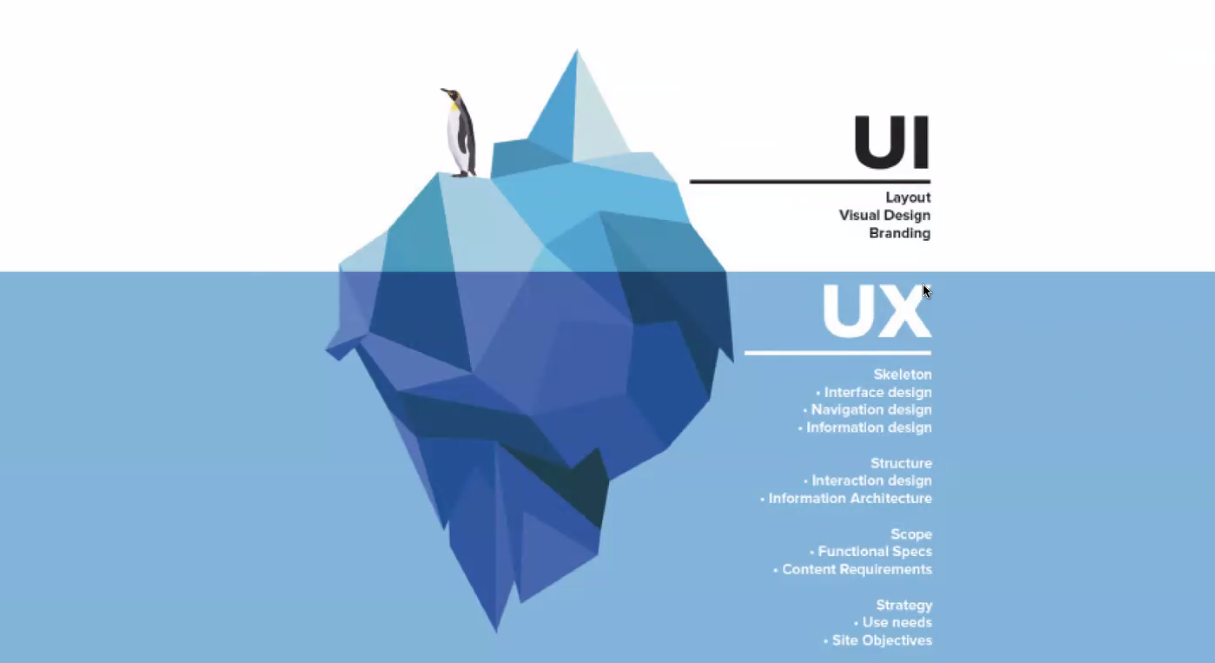 UI
Layout
Visual Design
Branding
UX
Skeleton
• Interface design
• Navigation design
• Information design
Structure
• Interaction design
• Information Architecture
Scope
• Functional Specs
• Content Requirements
Strategy
• Use needs
• Site Objectives